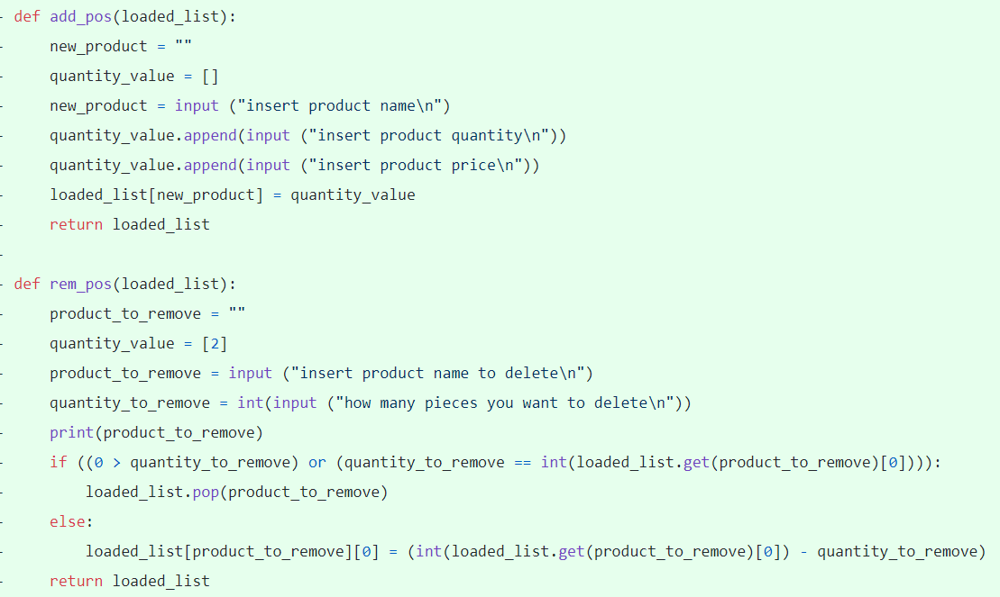 - def add_pos(loaded_list):
-     new_product = ""
-     quantity_value = []
-     new_product = input ("insert product name\n")
-     quantity_value.append(input ("insert product quantity\n"))
-     quantity_value.append(input ("insert product price\n"))
-     loaded_list[new_product] = quantity_value
-     return loaded_list
-
- def rem_pos(loaded_list):
-     product_to_remove = ""
-     quantity_value = [2]
-     product_to_remove = input ("insert product name to delete\n")
-     quantity_to_remove = int(input ("how many pieces you want to delete\n"))
-     print(product_to_remove)
-     if ((0 > quantity_to_remove) or (quantity_to_remove == int(loaded_list.get(product_to_remove)[0]))):
-         loaded_list.pop(product_to_remove)
-     else:
-         loaded_list[product_to_remove][0] = (int(loaded_list.get(product_to_remove)[0]) - quantity_to_remove)
-     return loaded_list